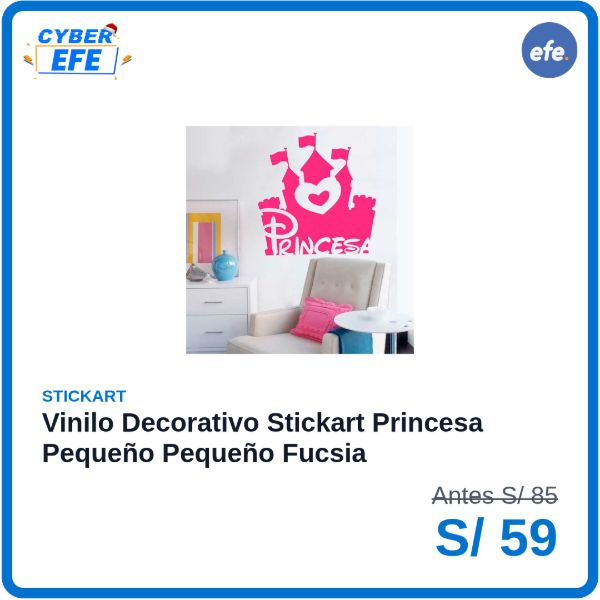 CYBER
EFE
efe.
PRINCESA
STICKART
Vinilo Decorativo Stickart Princesa
Pequeño Pequeño Fucsia
Antes S/ 85
S/ 59